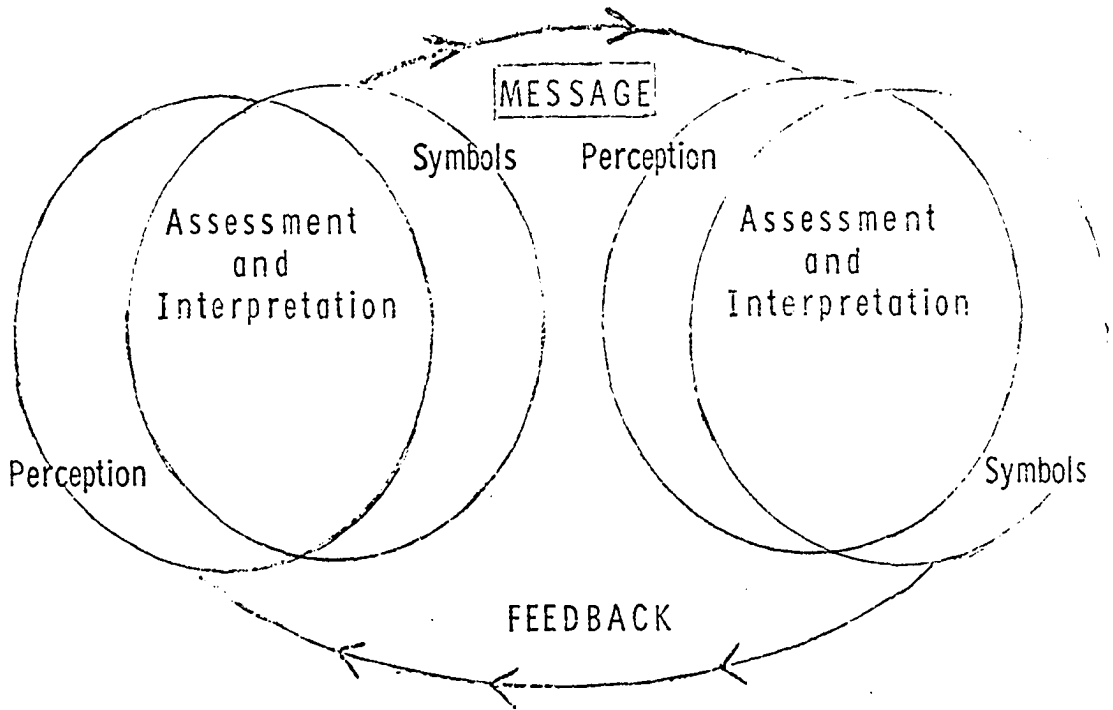 MESSAGE
Symbols
Perception
Assessment
and
Interpretation
Assessment
and
Interpretation
Perception
Symbols
FEEDBACK